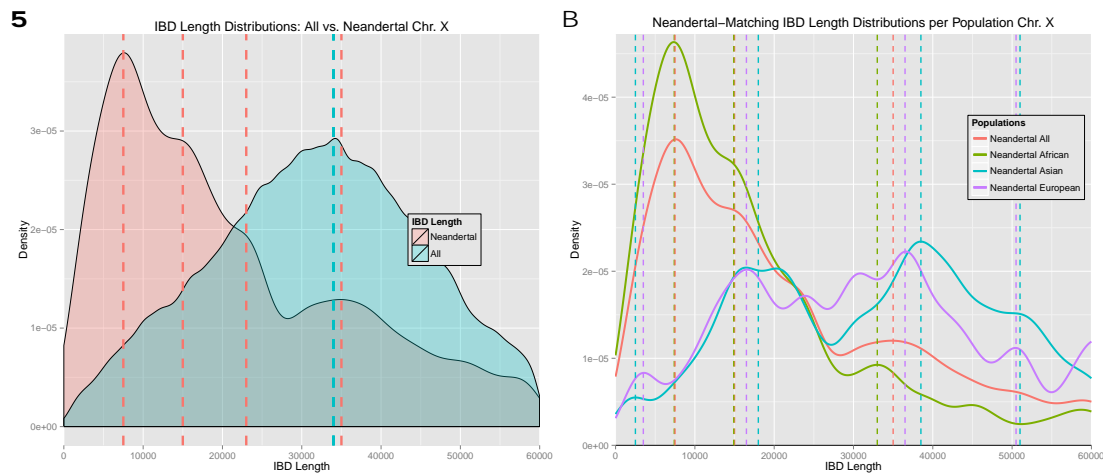 5
IBD Length Distributions: All vs. Neandertal Chr. X
Density
3e−05
2e−05
1e−05
0e+00
0
10000
20000
30000
40000
50000
60000
IBD Length
IBD Length
Neandertal
All
B
Neandertal−Matching IBD Length Distributions per Population Chr. X
Density
4e−05
3e−05
2e−05
1e−05
0e+00
0
10000
20000
30000
40000
50000
60000
IBD Length
Populations
Neandertal All
Neandertal African
Neandertal Asian
Neandertal European